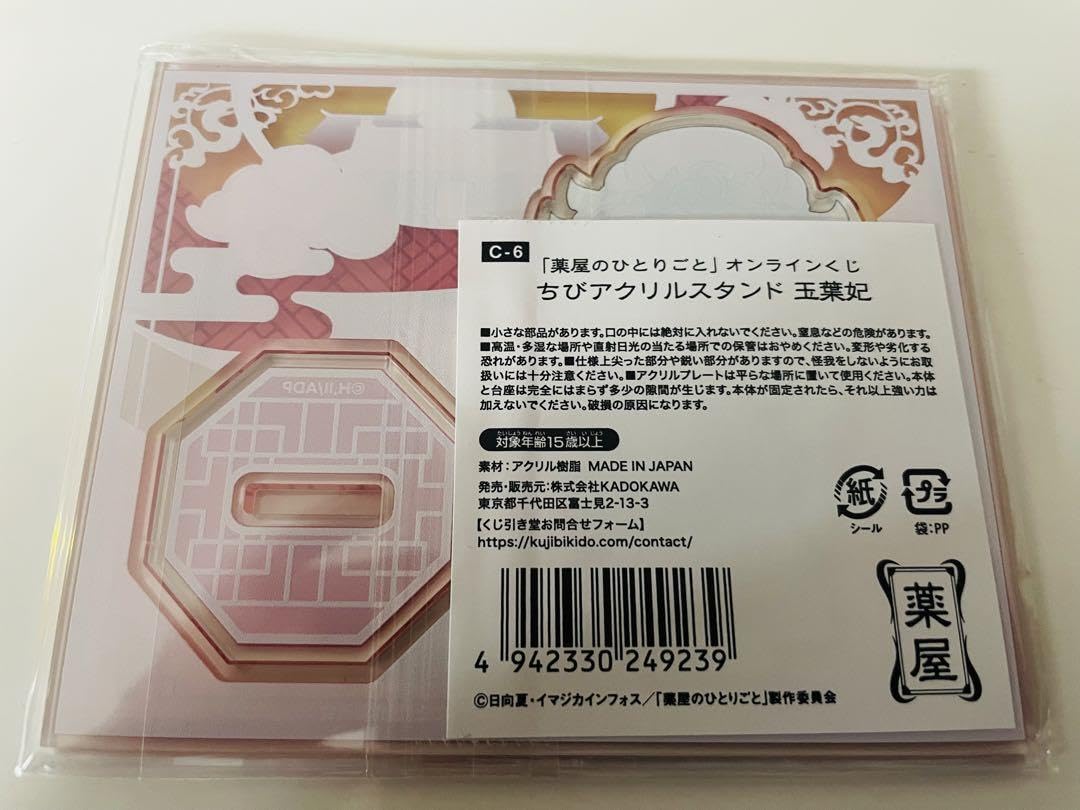 C-6
「薬屋のひとりごと」オンラインくじ
ちびアクリルスタンド 玉葉妃
■小さな部品があります。口の中には絶対に入れないでください。窒息などの危険があります。
■高温・多湿な場所や直射日光の当たる場所での保管はおやめください。変形や劣化する
恐れがあります。■仕様上尖った部分や鋭い部分がありますので、怪我をしないようにお取
扱いには十分注意ください。■アクリルプレートは平らな場所に置いて使用ください。本体
と台座は完全にはまらず多少の隙間が生じます。本体が固定されたら、それ以上強い力は
加えないでください。破損の原因になります。
たいしょうねんれい さいいじょう
対象年齢15歳以上
素材：アクリル樹脂 MADE IN JAPAN
発売・販売元：株式会社KADOKAWA
東京都千代田区富士見2-13-3
【くじ引き堂お問合せフォーム】
https://kujibikido.com/contact/
紙
シール
プラ
袋：PP
4 942330 249239
薬屋
©日向夏・イマジカインフォス／「薬屋のひとりごと」製作委員会
©H,II/ADP